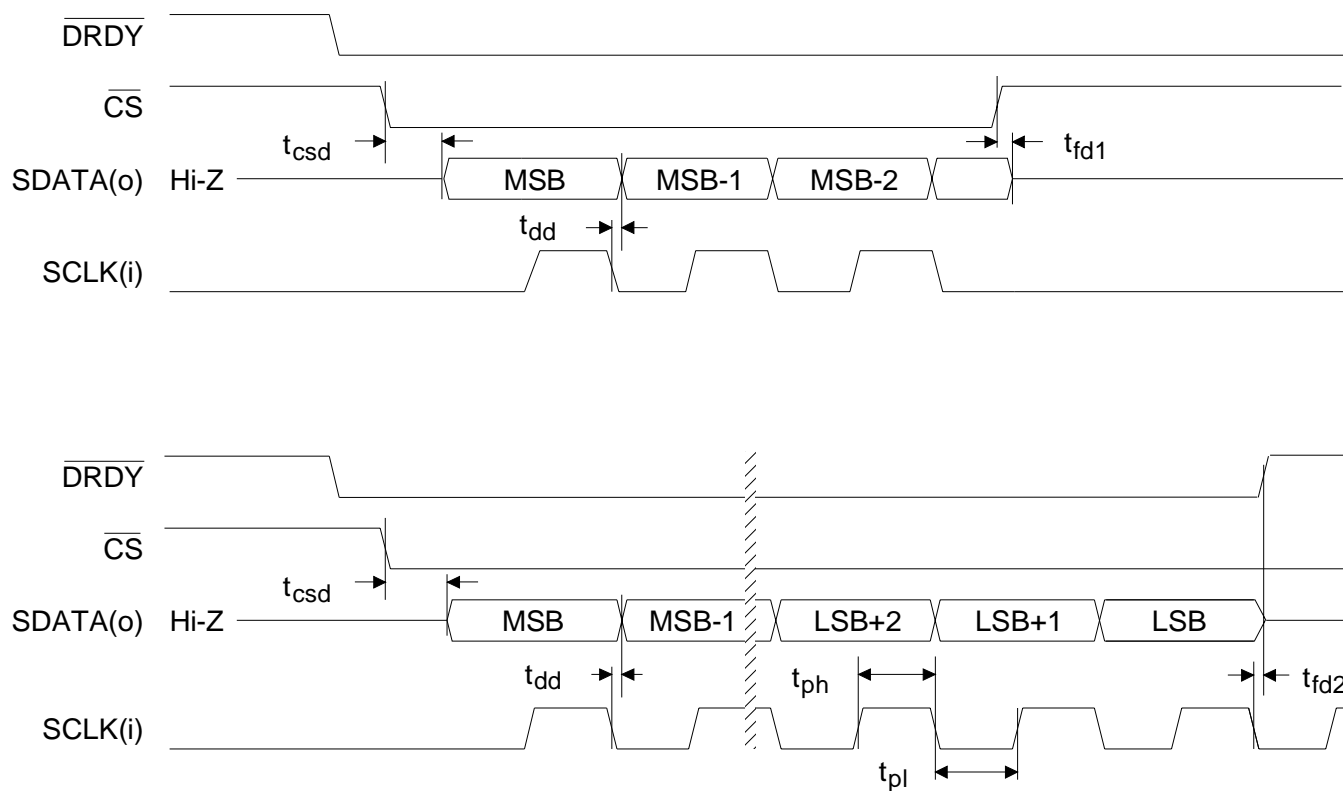 DRDY
CS
tcsd
tfd1
SDATA(o) Hi-Z MSB MSB-1 MSB-2
tdd
SCLK(i)
DRDY
CS
tcsd
SDATA(o) Hi-Z MSB MSB-1 LSB+2 LSB+1 LSB
tdd tph tfd2
SCLK(i)
tpl